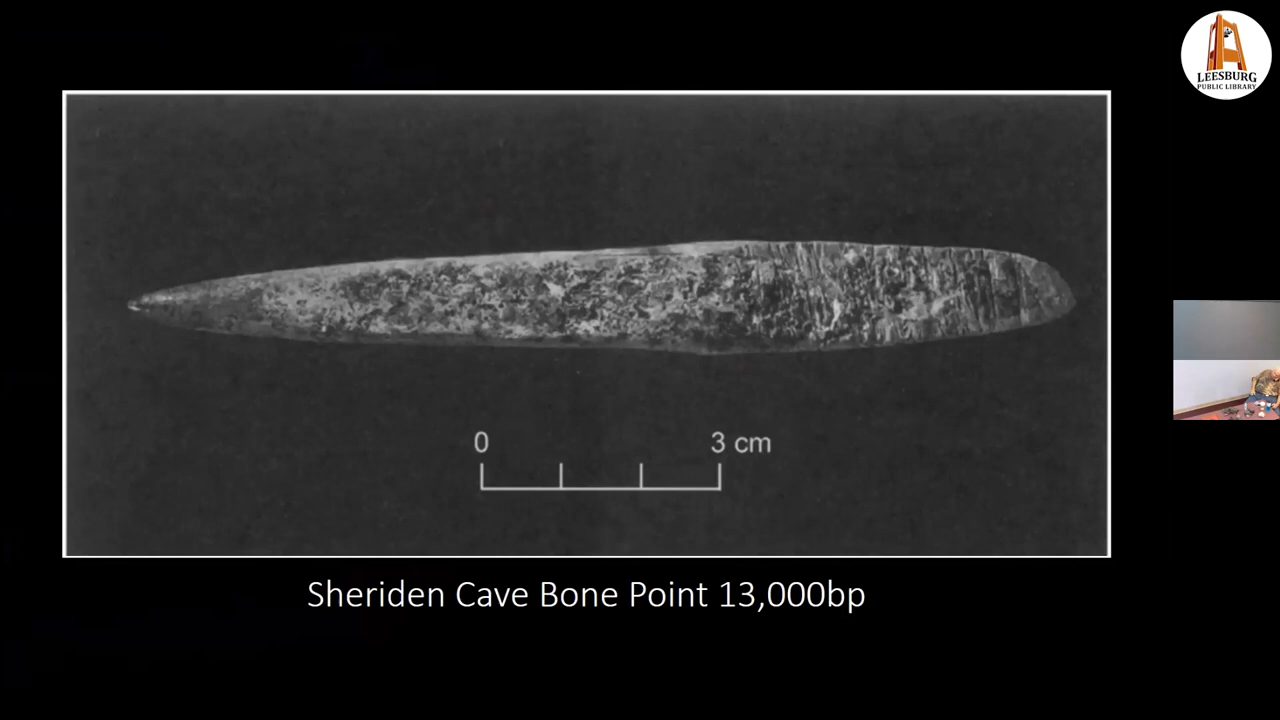 LEESBURG
PUBLIC LIBRARY
0 3 cm
Sheriden Cave Bone Point 13,000bp